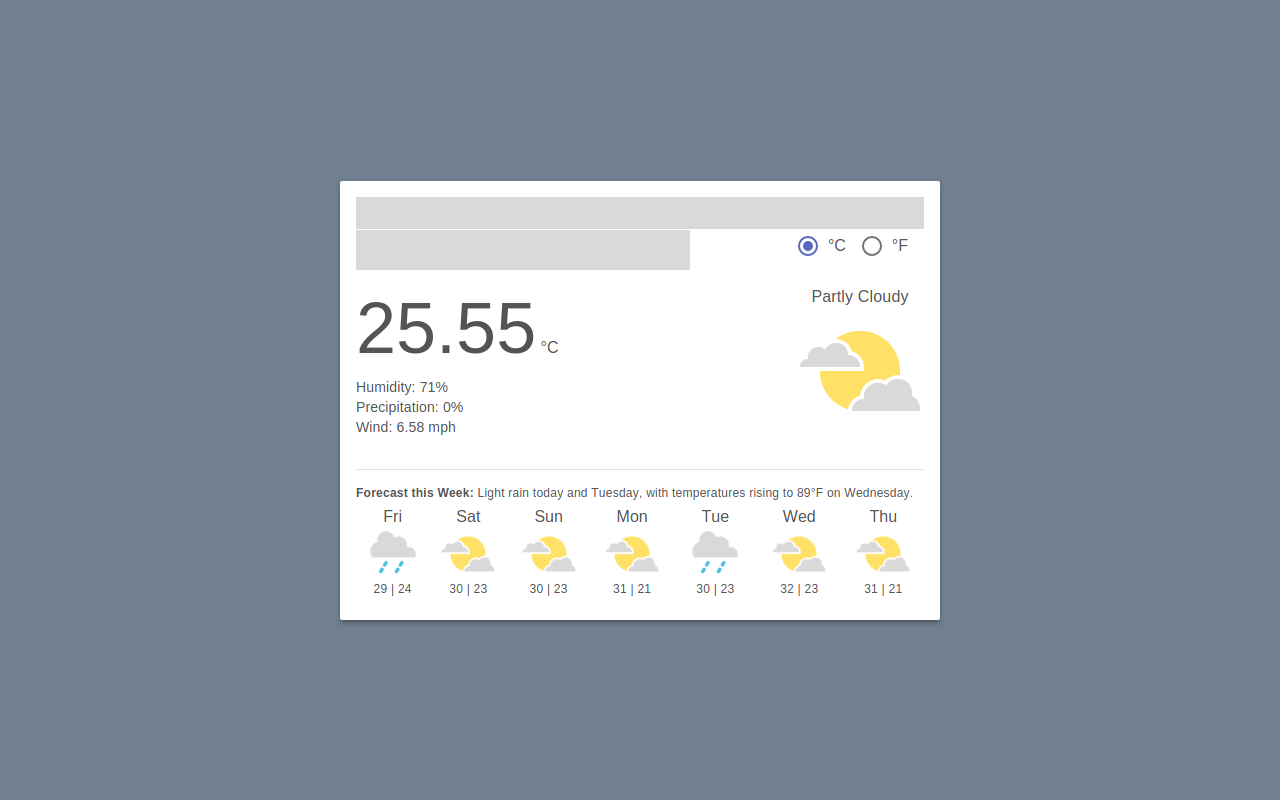 °C °F
Partly Cloudy
25.55 °C
Humidity: 71%
Precipitation: 0%
Wind: 6.58 mph
Forecast this Week: Light rain today and Tuesday, with temperatures rising to 89°F on Wednesday.
Fri Sat Sun Mon Tue Wed Thu
29 | 24 30 | 23 30 | 23 31 | 21 30 | 23 32 | 23 31 | 21